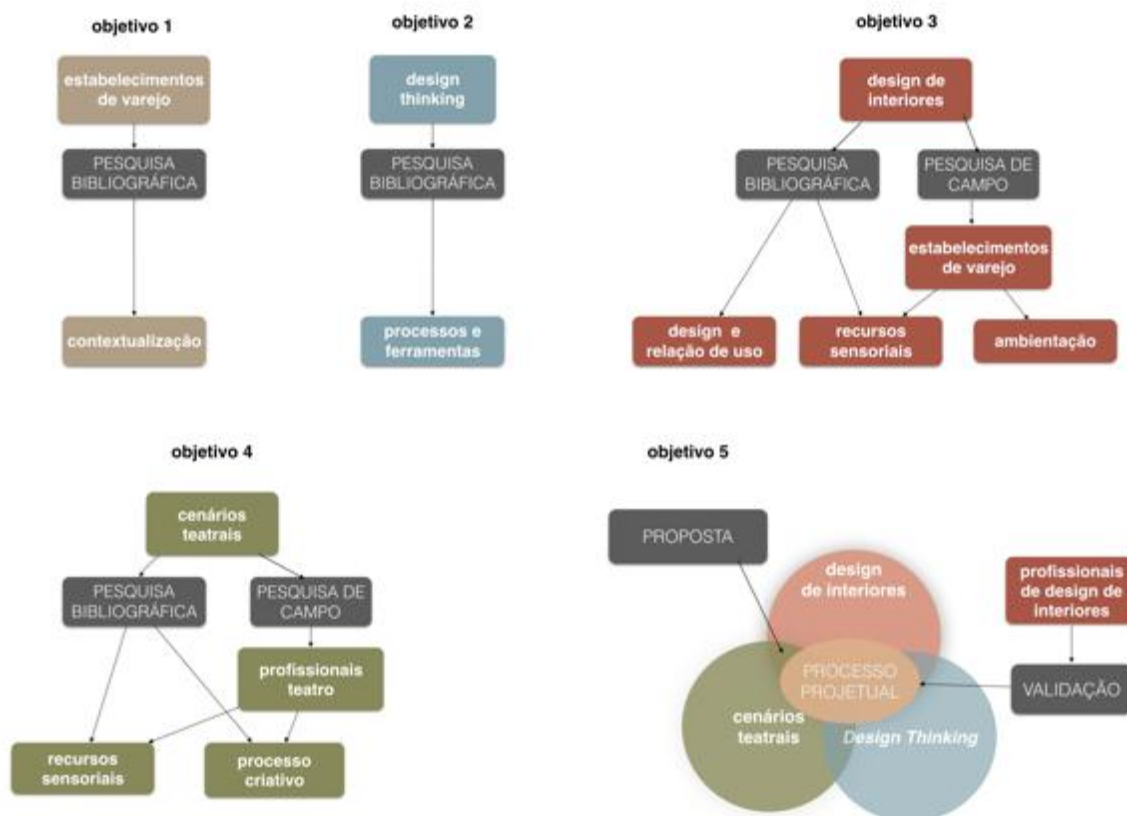 objetivo 1
estabelecimentos
de varejo
PESQUISA
BIBLIOGRÁFICA
contextualização
objetivo 2
design
thinking
PESQUISA
BIBLIOGRÁFICA
processos e
ferramentas
objetivo 3
design de
interiores
PESQUISA
BIBLIOGRÁFICA
PESQUISA DE
CAMPO
estabelecimentos
de varejo
design e
relação de uso
recursos
sensoriais
ambientação
objetivo 4
cenários
teatrais
PESQUISA
BIBLIOGRÁFICA
PESQUISA DE
CAMPO
profissionais
teatro
recursos
sensoriais
processo
criativo
objetivo 5
PROPOSTA
design
de interiores
profissionais
de design de
interiores
PROCESSO
PROJETUAL
VALIDAÇÃO
cenários
teatrais
Design Thinking